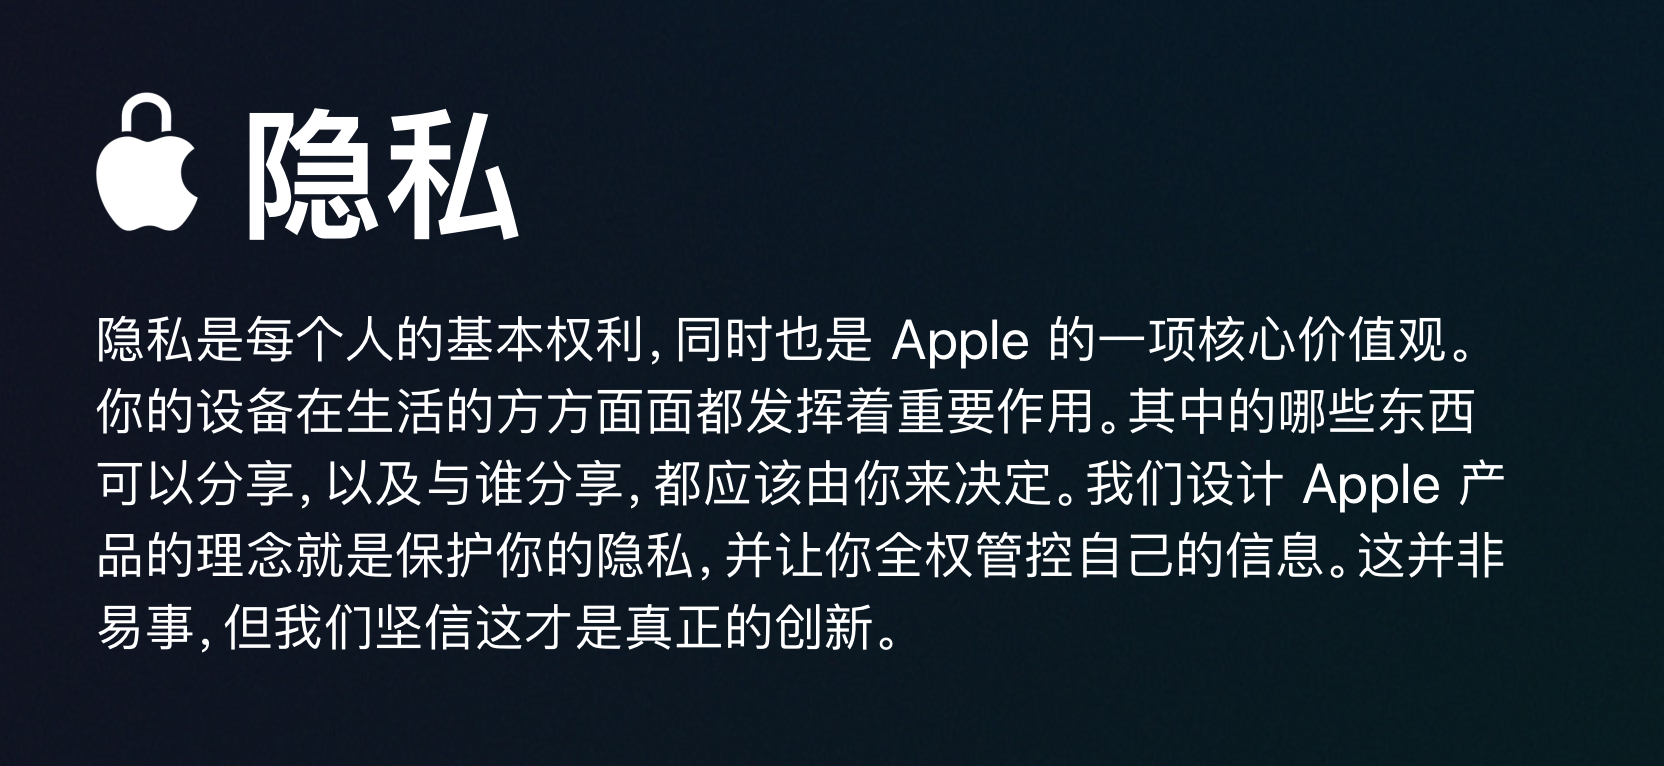 隐私
隐私是每个人的基本权利，同时也是 Apple 的一项核心价值观。
你的设备在生活的方方面面都发挥着重要作用。其中的哪些东西
可以分享，以及与谁分享，都应该由你来决定。我们设计 Apple 产
品的理念就是保护你的隐私，并让你全权管控自己的信息。这并非
易事，但我们坚信这才是真正的创新。